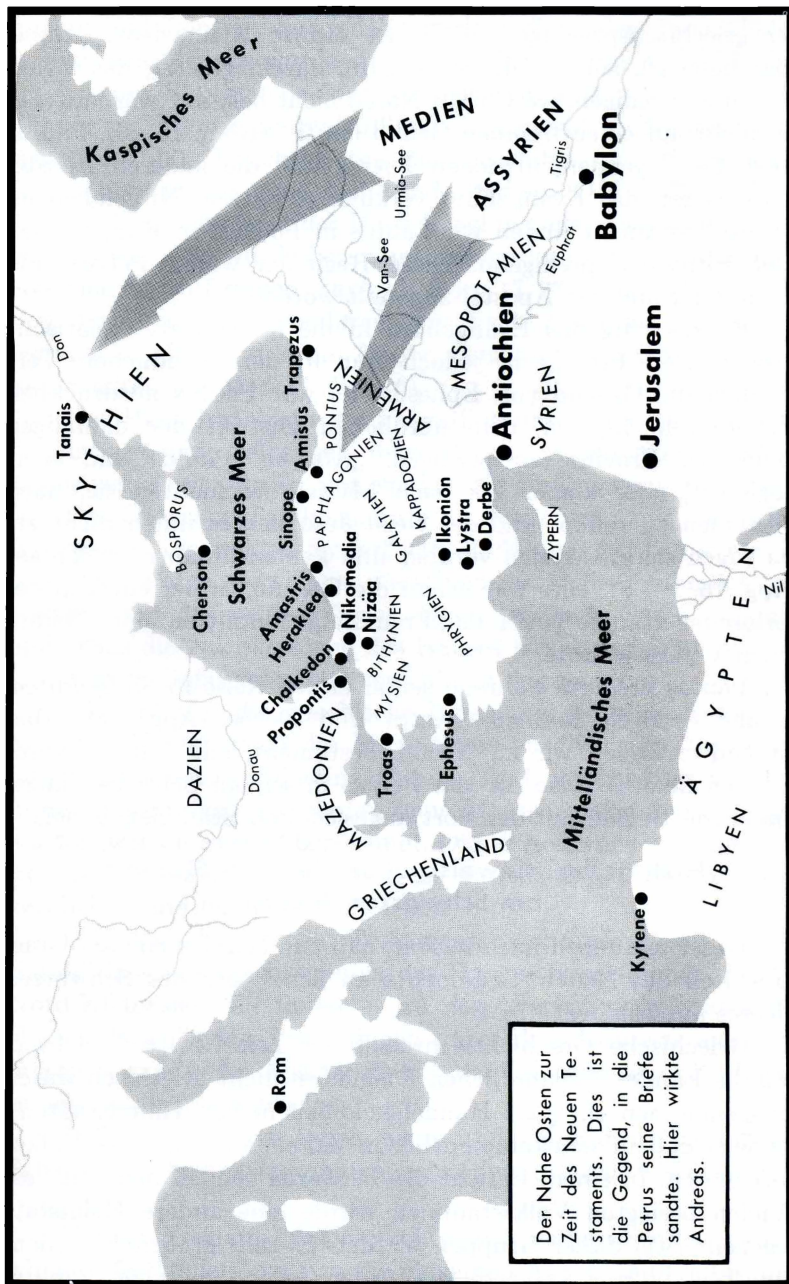 Kaspisches Meer
MEDIEN
ASSYRIEN
Urmia-See
Van-See
Tigris
Babylon
Euphrat
MESOPOTAMIEN
Don
Tanais
SKYTHEN
BOSPORUS
Cherson
Schwarzes Meer
Trapezus
PONTUS
ARMENIEN
Amisus
Sinope
PAPHLAGONIEN
Amastris
Heraklea
GALATIEN
KAPPADOZIEN
Antiochien
SYRIEN
Jerusalem
Ikonion
Lystra
Derbe
ZYPERN
Nikomedia
Nizäa
Chalkedon
Propontis
BITHYNIEN
MYSIEN
PHRYGIEN
DAZIEN
Donau
MAZEDONIEN
Troas
Ephesus
GRIECHENLAND
Mittelländisches Meer
Nil
ÄGYPTEN
LIBYEN
Kyrene
Rom
Der Nahe Osten zur
Zeit des Neuen Te-
staments. Dies ist
die Gegend, in die
Petrus seine Briefe
sandte. Hier wirkte
Andreas.